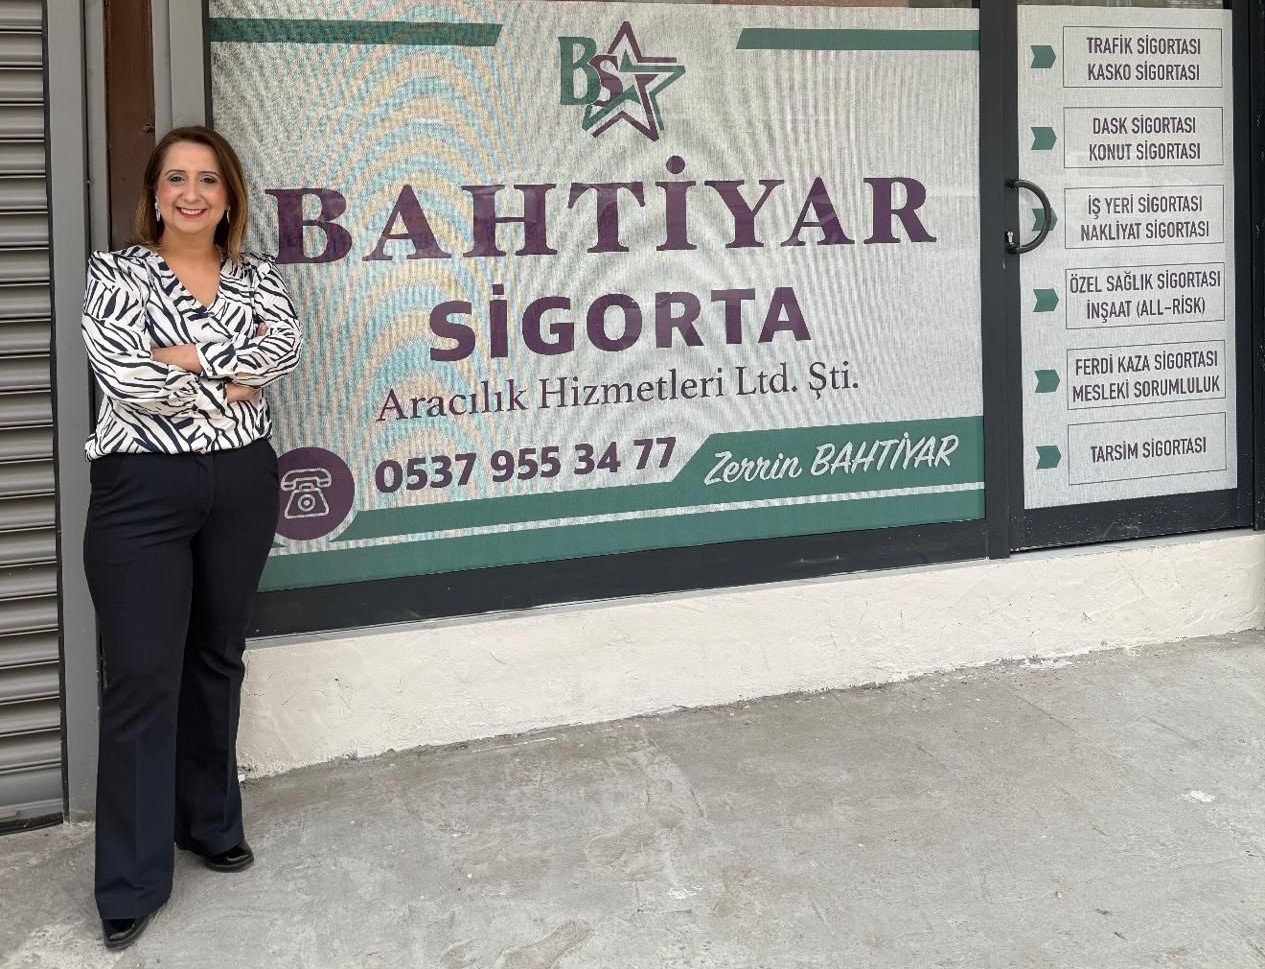 BS
BAHTİYAR
SİGORTA
Aracılık Hizmetleri Ltd. Şti.
0537 955 34 77
Zerrin BAHTİYAR
TRAFİK SİGORTASI
KASKO SİGORTASI
DASK SİGORTASI
KONUT SİGORTASI
İŞ YERİ SİGORTASI
NAKLİYAT SİGORTASI
ÖZEL SAĞLIK SİGORTASI
İNŞAAT (ALL-RISK)
FERDİ KAZA SİGORTASI
MESLEKİ SORUMLULUK
TARSİM SİGORTASI